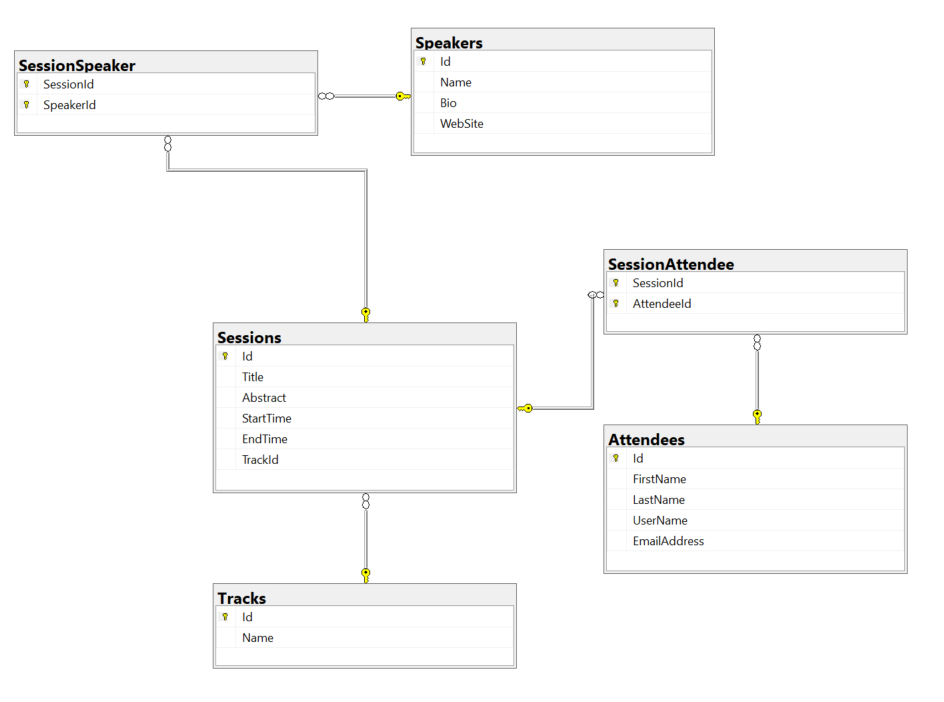 SessionSpeaker
SessionId
SpeakerId
Speakers
Id
Name
Bio
WebSite
SessionAttendee
SessionId
AttendeeId
Sessions
Id
Title
Abstract
StartTime
EndTime
TrackId
Attendees
Id
FirstName
LastName
UserName
EmailAddress
Tracks
Id
Name